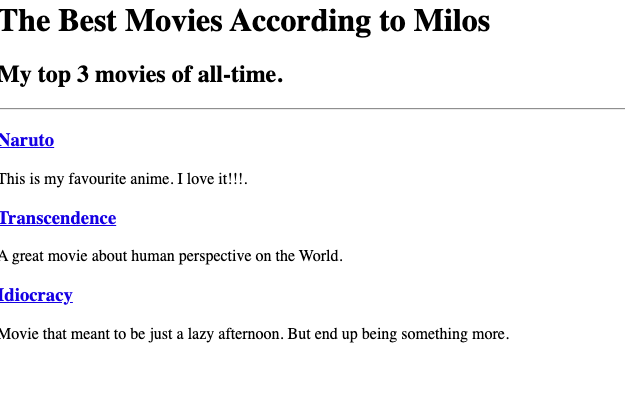 The Best Movies According to Milos
My top 3 movies of all-time.
Naruto
This is my favourite anime. I love it!!!.
Transcendence
A great movie about human perspective on the World.
Idiocracy
Movie that meant to be just a lazy afternoon. But end up being something more.